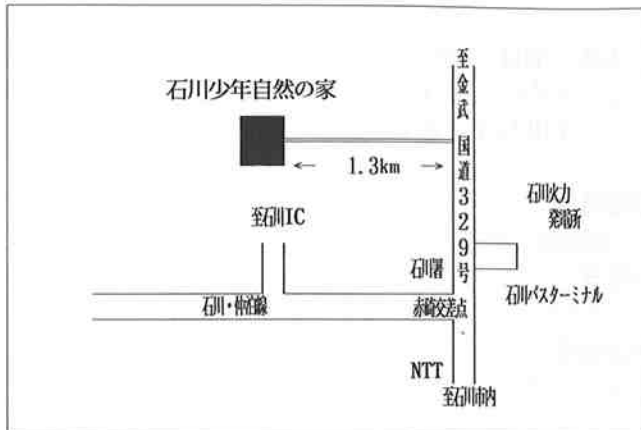 石川少年自然の家
至金武 国道329号
← 1.3km →
石川火力
発電所
至石川IC
石川署
石川バスターミナル
石川・仲泊線
赤崎交差点
NTT
至石川市内